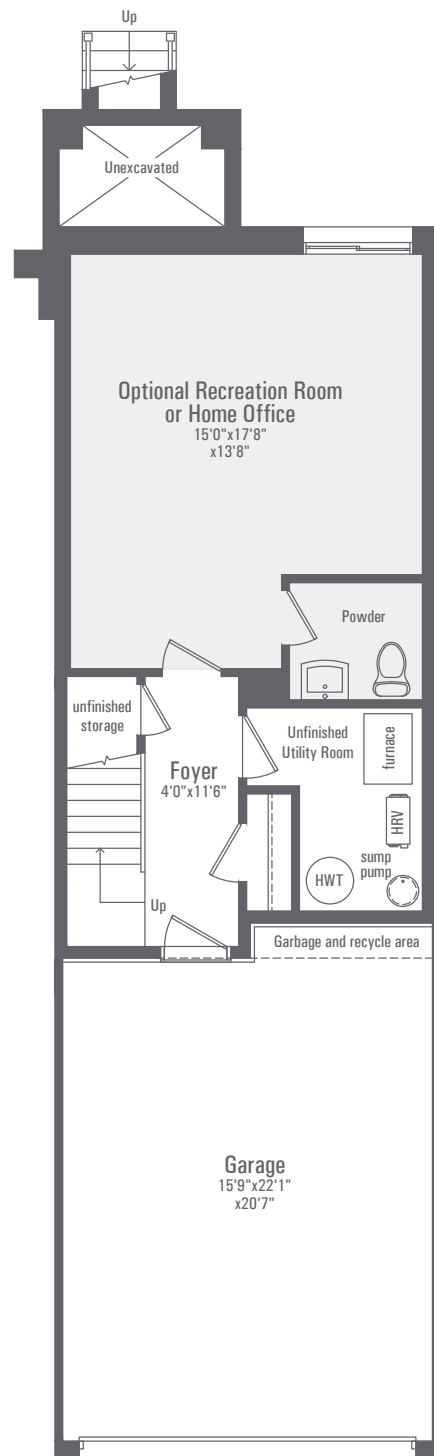 Up
Unexcavated
Optional Recreation Room
or Home Office
15'0"x17'8"
x13'8"
Powder
unfinished
storage
Foyer
4'0"x11'6"
Unfinished
Utility Room
furnace
HRV
sump
pump
HWT
Up
Garbage and recycle area
Garage
15'9"x22'1"
x20'7"